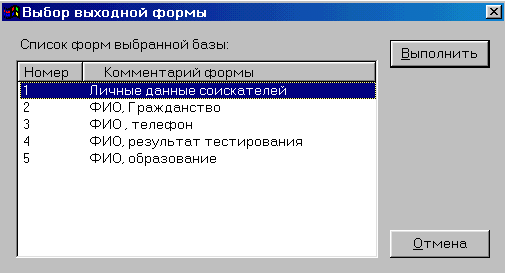 Выбор выходной формы
Список форм выбранной базы:
Выполнить
Номер Комментарий формы
1 Личные данные соискателей
2 ФИО, Гражданство
3 ФИО , телефон
4 ФИО, результат тестирования
5 ФИО, образование
Отмена